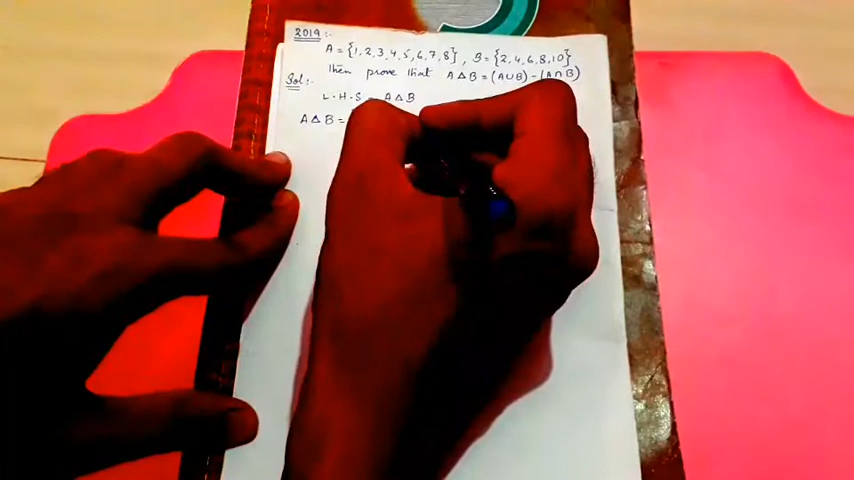 2019:-
A = {1,2,3,4,5,6,7,8}, B = {2,4,6,8,10}
then prove that A△B = (A∪B) - (A∩B)
Sol:-
L.H.S = A△B
A△B =